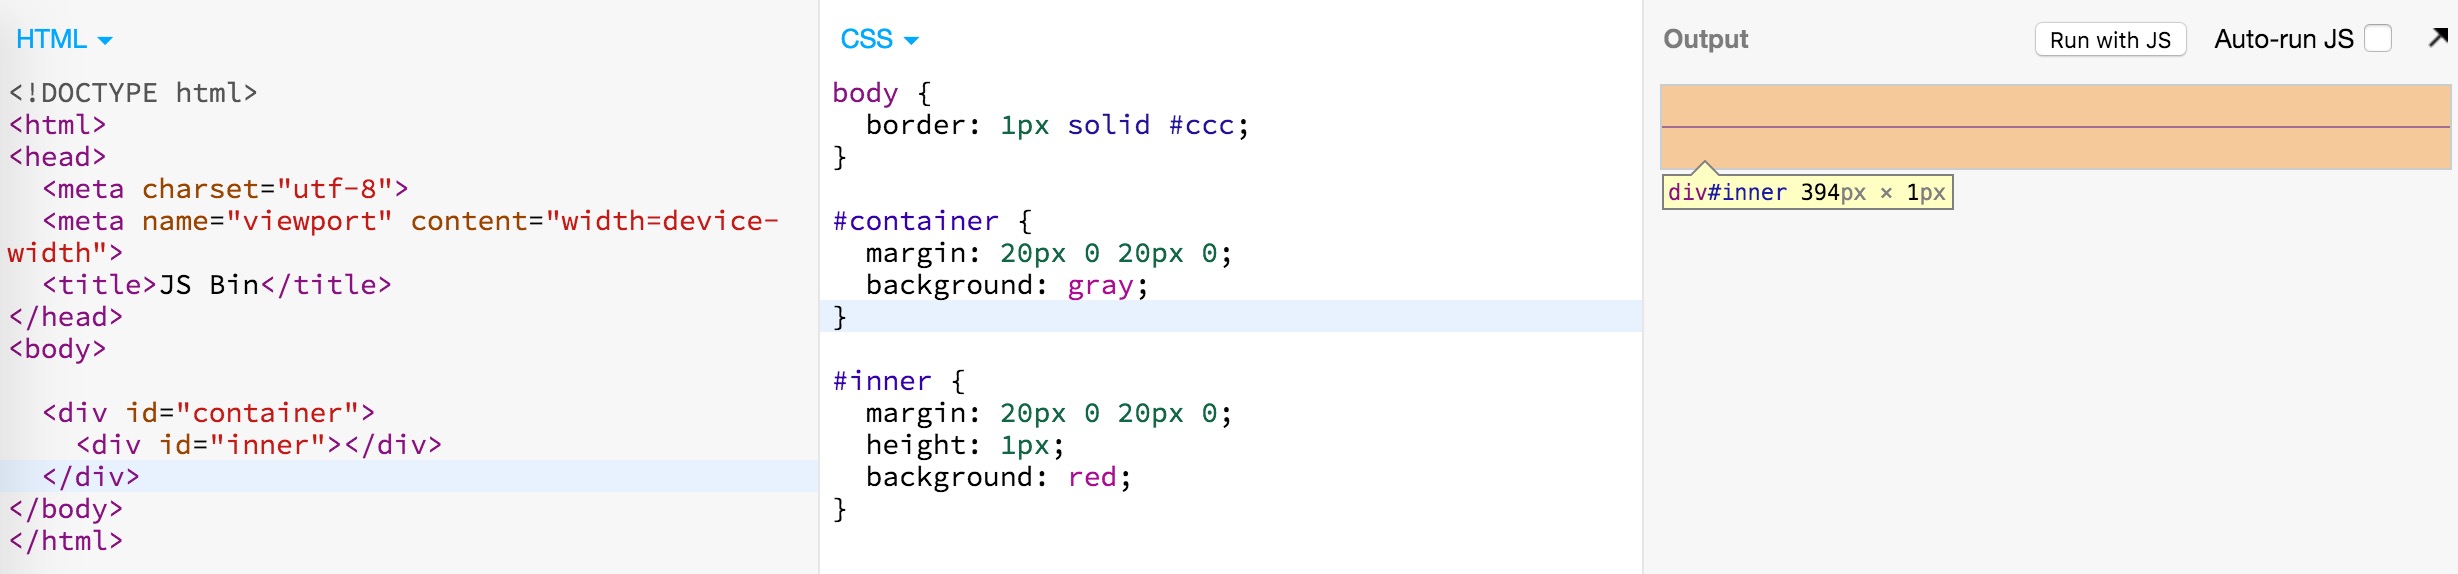 HTML
<!DOCTYPE html>
<html>
<head>
  <meta charset="utf-8">
  <meta name="viewport" content="width=device-
width">
  <title>JS Bin</title>
</head>
<body>

  <div id="container">
    <div id="inner"></div>
  </div>
</body>
</html>
CSS
body {
  border: 1px solid #ccc;
}

#container {
  margin: 20px 0 20px 0;
  background: gray;
}

#inner {
  margin: 20px 0 20px 0;
  height: 1px;
  background: red;
}
Output
Run with JS
Auto-run JS
div#inner 394px × 1px